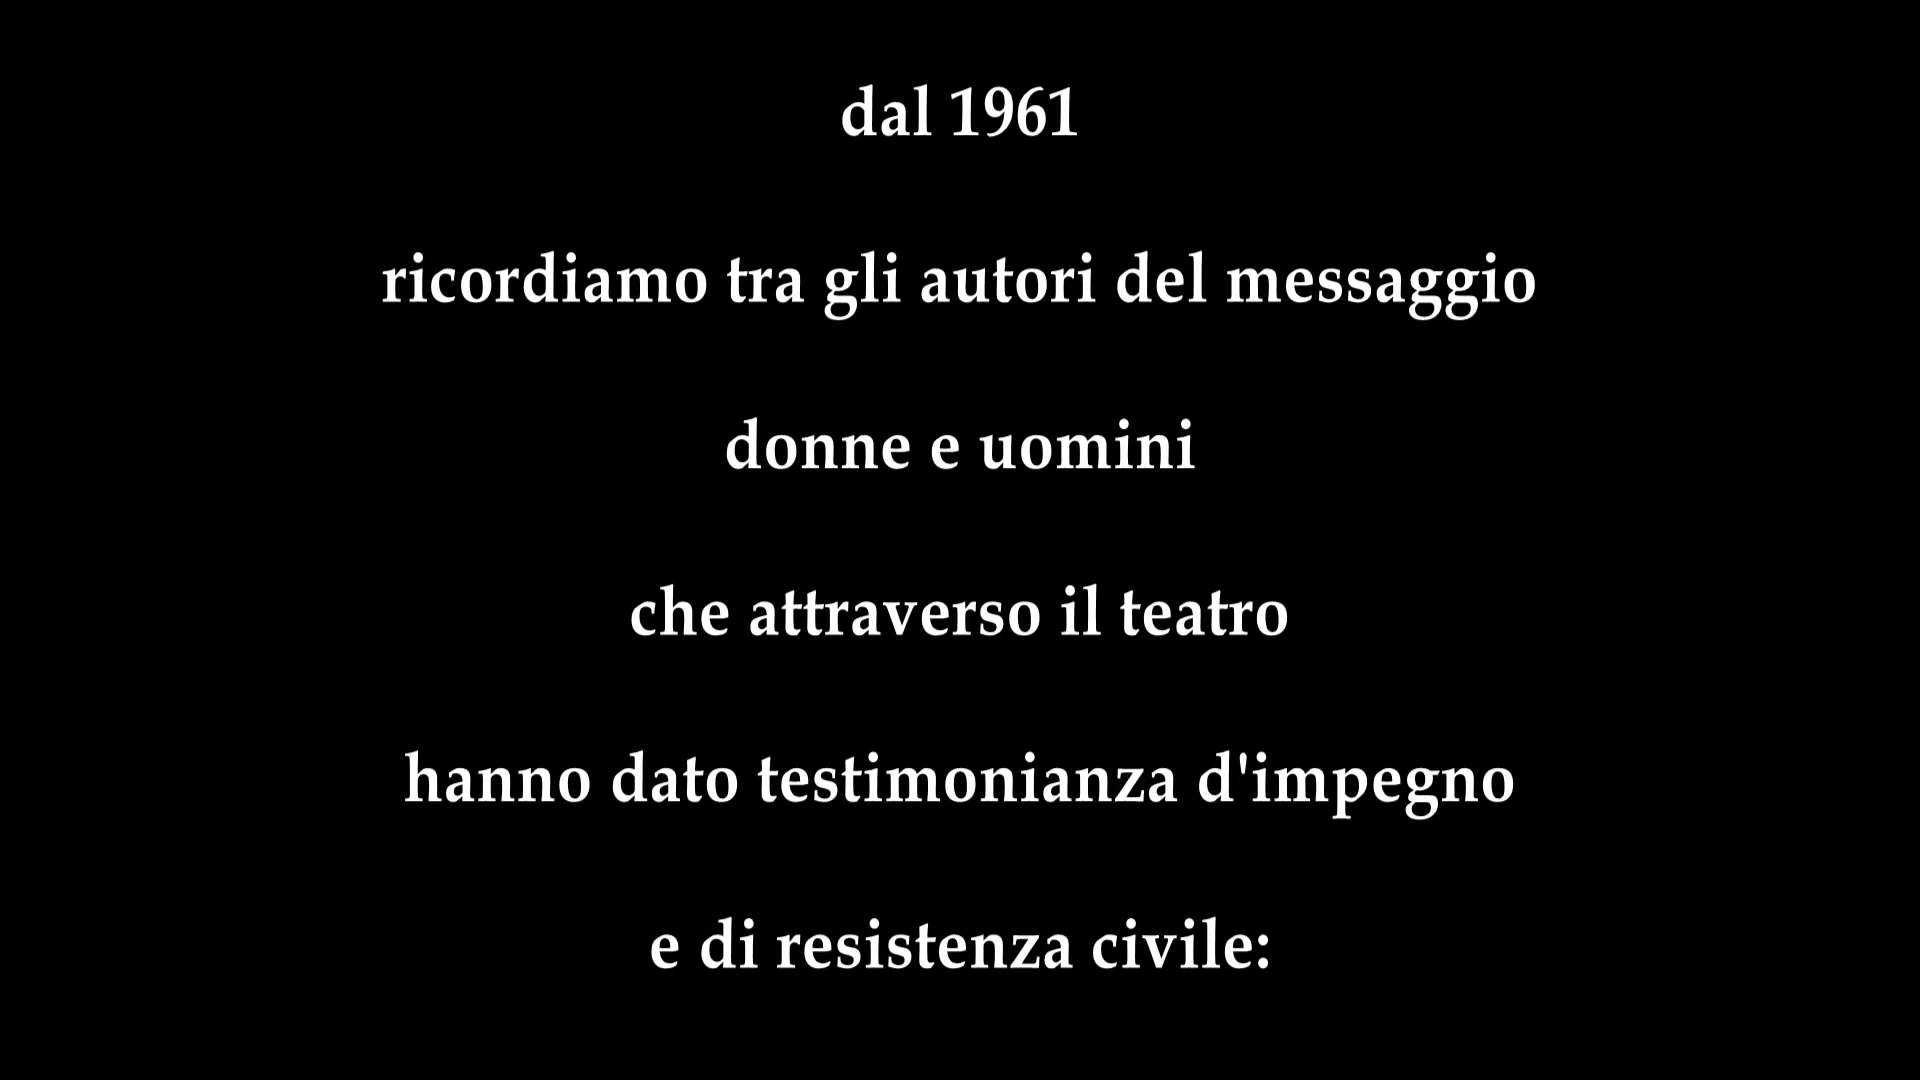 dal 1961
ricordiamo tra gli autori del messaggio
donne e uomini
che attraverso il teatro
hanno dato testimonianza d'impegno
e di resistenza civile: